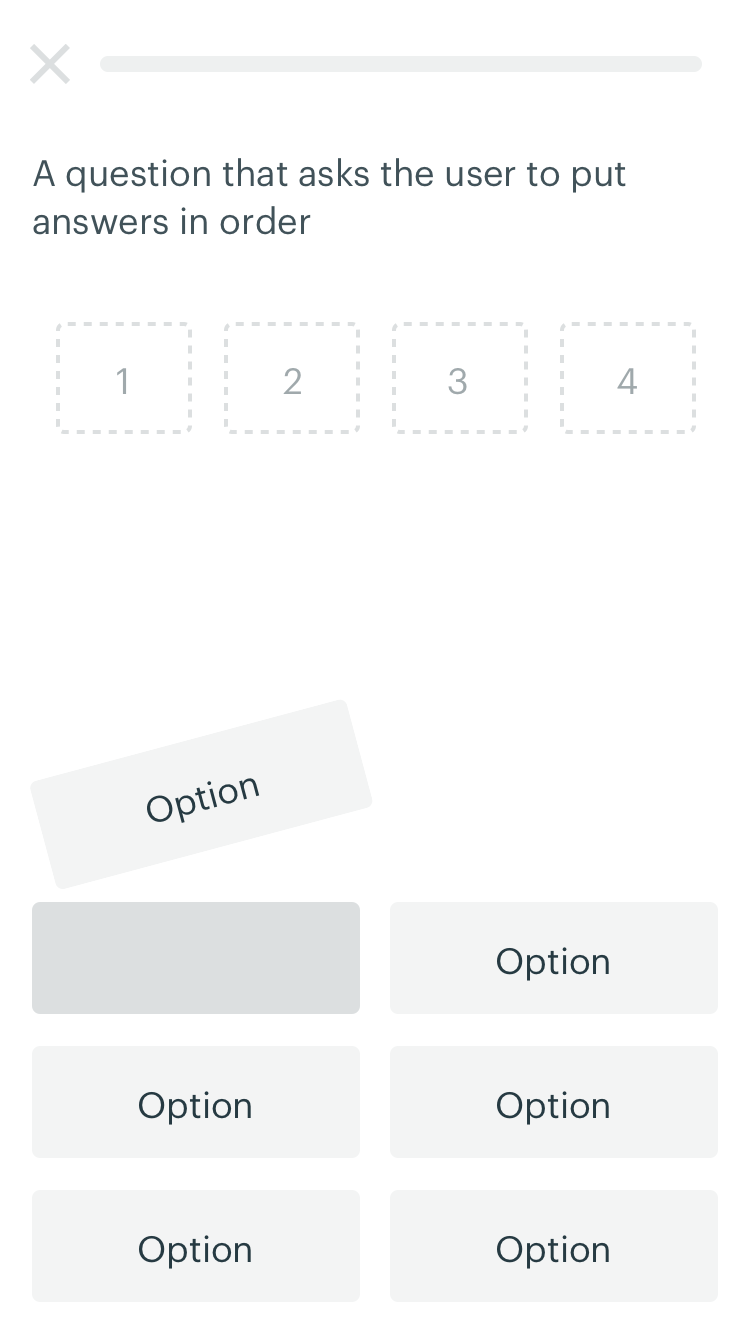 A question that asks the user to put
answers in order
1 2 3 4
Option
Option
Option Option
Option Option